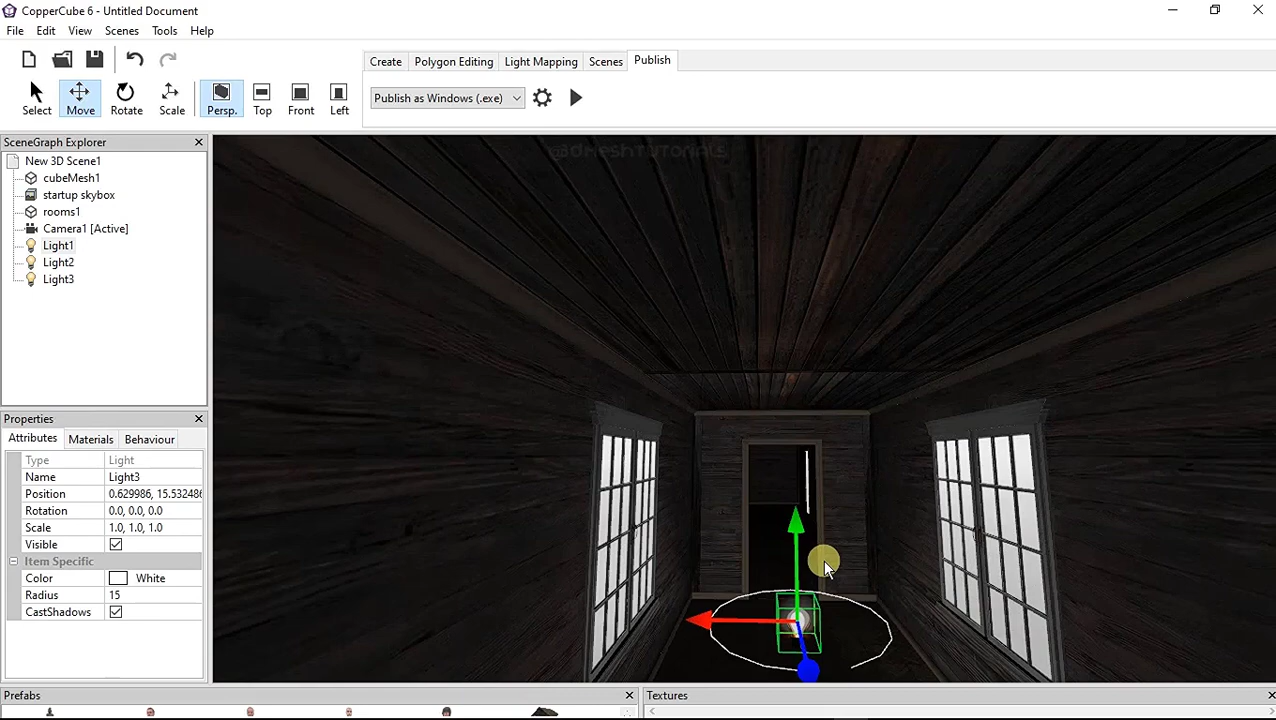 CopperCube 6 - Untitled Document
File Edit View Scenes Tools Help
Create Polygon Editing Light Mapping Scenes Publish
Select Move Rotate Scale Persp. Top Front Left
Publish as Windows (.exe)
SceneGraph Explorer
New 3D Scene1
cubeMesh1
startup skybox
rooms1
Camera1 [Active]
Light1
Light2
Light3
@3DMESHTUTORIALS
Properties
Attributes Materials Behaviour
Type Light
Name Light3
Position 0.629986, 15.532486
Rotation 0.0, 0.0, 0.0
Scale 1.0, 1.0, 1.0
Visible
Item Specific
Color White
Radius 15
CastShadows
Prefabs
Textures